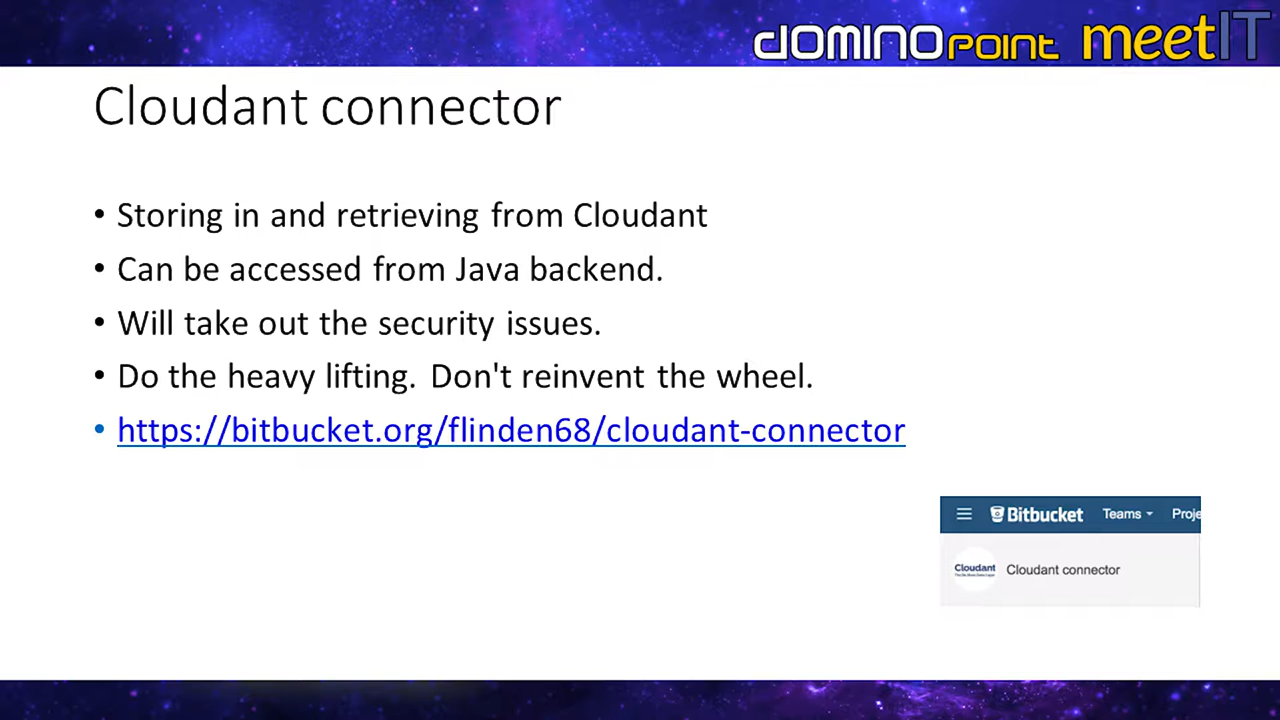 DOMINO POINT meetIT
Cloudant connector
• Storing in and retrieving from Cloudant
• Can be accessed from Java backend.
• Will take out the security issues.
• Do the heavy lifting. Don't reinvent the wheel.
• https://bitbucket.org/flinden68/cloudant-connector
Bitbucket Teams Proje
Cloudant Cloudant connector